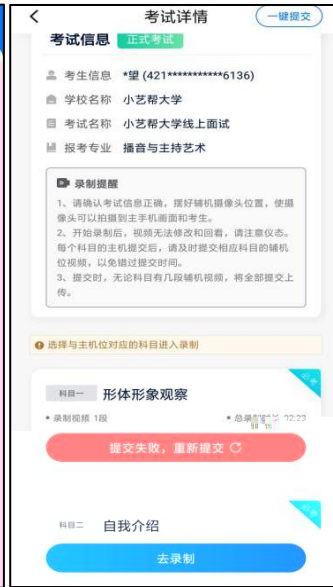 考试详情
一键提交
考试信息 正式考试
考生信息 *望 (421***********6136)
学校名称 小艺帮大学
考试名称 小艺帮大学线上面试
报考专业 播音与主持艺术
录制提醒
1、请确认考试信息正确，摆好辅机摄像头位置，使摄
像头可以拍摄到主手机画面和考生。
2、开始录制后，视频无法修改和回看，请注意仪态。
每个科目的主机提交后，请及时提交相应科目的辅机
位视频，以免错过提交时间。
3、提交时，无论科目有几段辅机视频，将全部提交上
传。
选择与主机位对应的科目进入录制
科目一 形体形象观察
• 录制视频 1段
• 总录 02:23
提交失败，重新提交
科目二 自我介绍
去录制